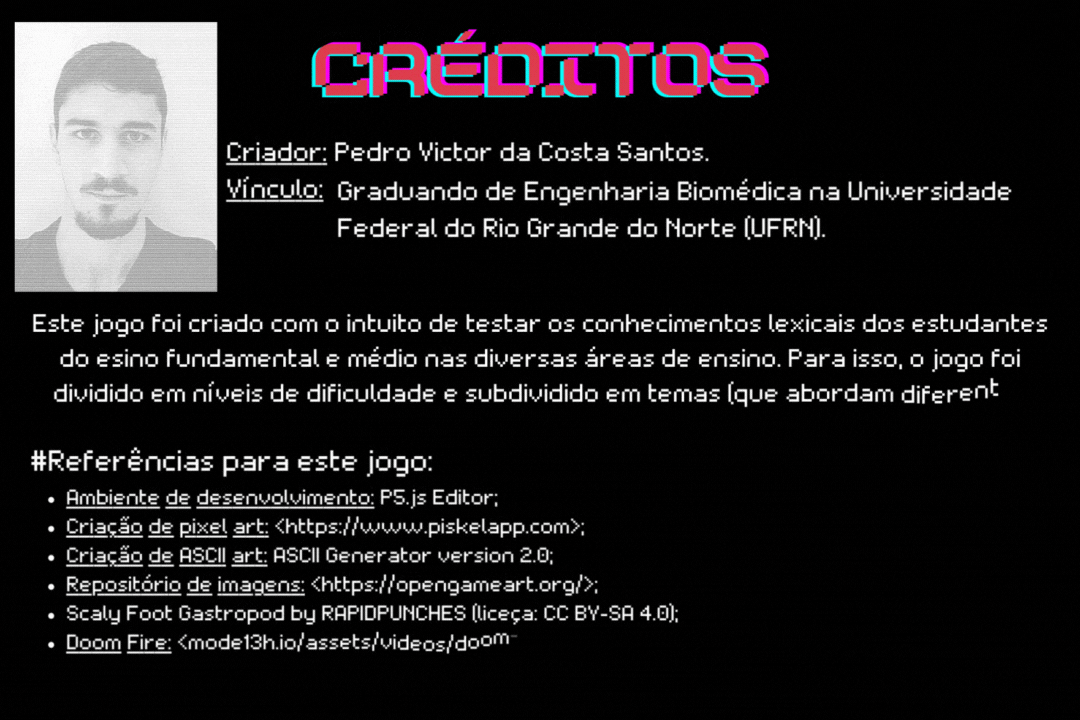 CRÉDITOS
Criador: Pedro Victor da Costa Santos.
Vínculo: Graduando de Engenharia Biomédica na Universidade
Federal do Rio Grande do Norte (UFRN).
Este jogo foi criado com o intuito de testar os conhecimentos lexicais dos estudantes
do esino fundamental e médio nas diversas áreas de ensino. Para isso, o jogo foi
dividido em níveis de dificuldade e subdividido em temas (que abordam diferent
#Referências para este jogo:
• Ambiente de desenvolvimento: P5.js Editor;
• Criação de pixel art: <https://www.piskelapp.com>;
• Criação de ASCII art: ASCII Generator version 2.0;
• Repositório de imagens: <https://opengameart.org/>;
• Scaly Foot Gastropod by RAPIDPUNCHES (liceça: CC BY-SA 4.0);
• Doom Fire: <mode13h.io/assets/videos/doom-